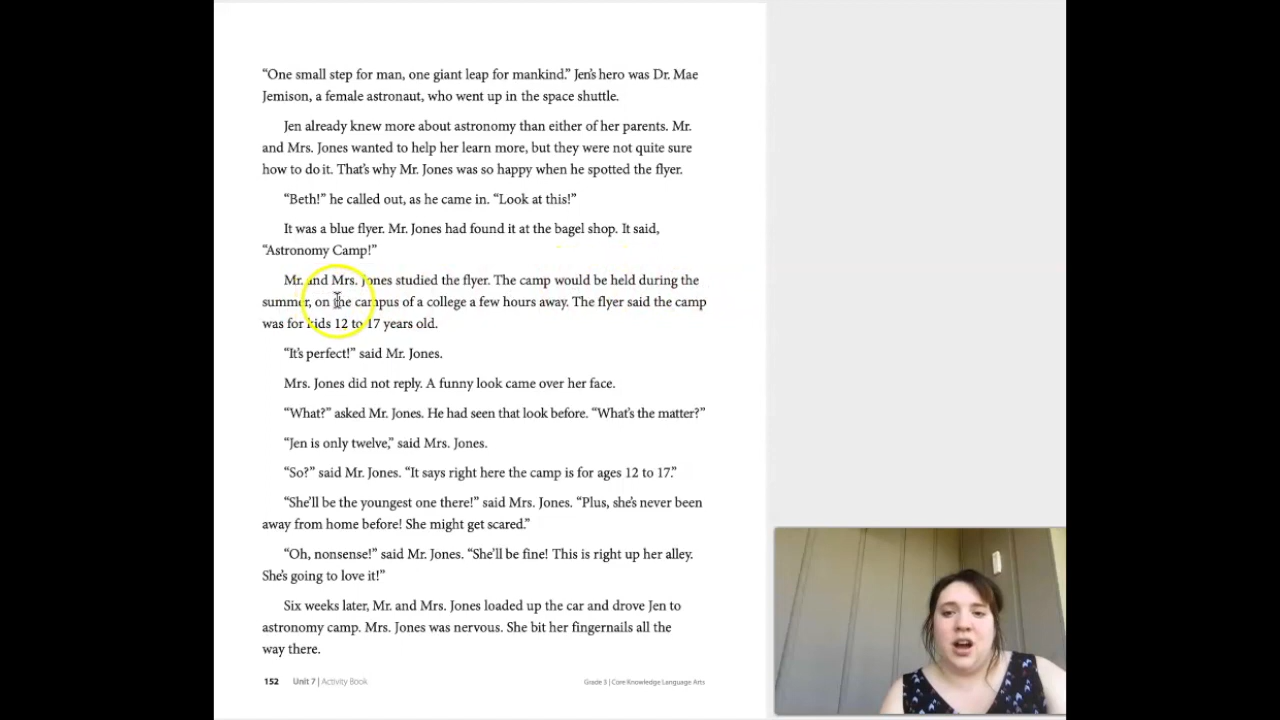 “One small step for man, one giant leap for mankind.” Jen’s hero was Dr. Mae
Jemison, a female astronaut, who went up in the space shuttle.
Jen already knew more about astronomy than either of her parents. Mr.
and Mrs. Jones wanted to help her learn more, but they were not quite sure
how to do it. That’s why Mr. Jones was so happy when he spotted the flyer.
“Beth!” he called out, as he came in. “Look at this!”
It was a blue flyer. Mr. Jones had found it at the bagel shop. It said,
“Astronomy Camp!”
Mr. and Mrs. Jones studied the flyer. The camp would be held during the
summer, on the campus of a college a few hours away. The flyer said the camp
was for kids 12 to 17 years old.
“It’s perfect!” said Mr. Jones.
Mrs. Jones did not reply. A funny look came over her face.
“What?” asked Mr. Jones. He had seen that look before. “What’s the matter?”
“Jen is only twelve,” said Mrs. Jones.
“So?” said Mr. Jones. “It says right here the camp is for ages 12 to 17.”
“She’ll be the youngest one there!” said Mrs. Jones. “Plus, she’s never been
away from home before! She might get scared.”
“Oh, nonsense!” said Mr. Jones. “She’ll be fine! This is right up her alley.
She’s going to love it!”
Six weeks later, Mr. and Mrs. Jones loaded up the car and drove Jen to
astronomy camp. Mrs. Jones was nervous. She bit her fingernails all the
way there.
152 Unit 7 | Activity Book
Grade 3 | Core Knowledge Language Arts